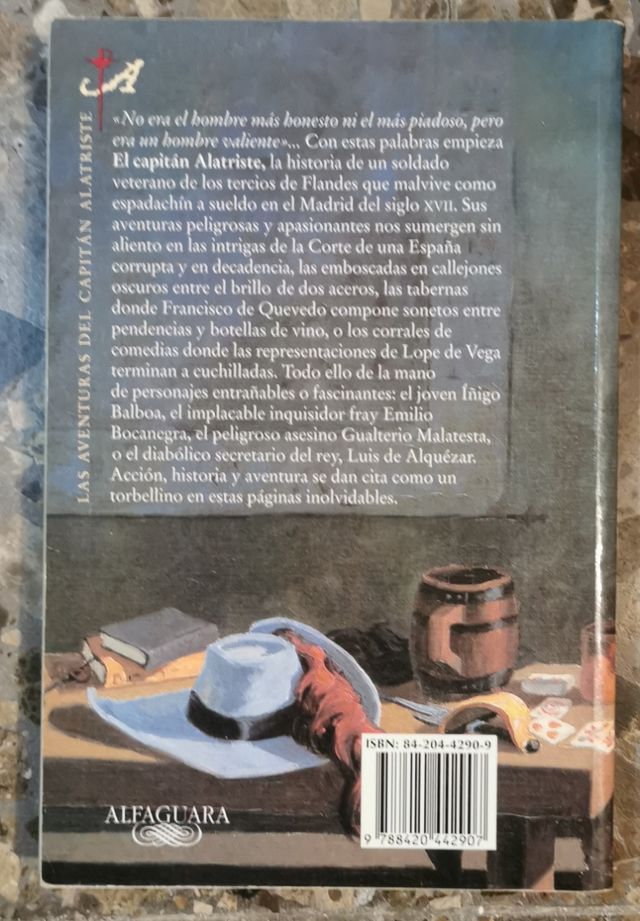 A
LAS AVENTURAS DEL CAPITÁN ALATRISTE
«No era el hombre más honesto ni el más piadoso, pero
era un hombre valiente»... Con estas palabras empieza
El capitán Alatriste, la historia de un soldado
veterano de los tercios de Flandes que malvive como
espadachín a sueldo en el Madrid del siglo XVII. Sus
aventuras peligrosas y apasionantes nos sumergen sin
aliento en las intrigas de la Corte de una España
corrupta y en decadencia, las emboscadas en callejones
oscuros entre el brillo de dos aceros, las tabernas
donde Francisco de Quevedo compone sonetos entre
pendencias y botellas de vino, o los corrales de
comedias donde las representaciones de Lope de Vega
terminan a cuchilladas. Todo ello de la mano
de personajes entrañables o fascinantes: el joven Íñigo
Balboa, el implacable inquisidor fray Emilio
Bocanegra, el peligroso asesino Gualterio Malatesta,
o el diabólico secretario del rey, Luis de Alquézar.
Acción, historia y aventura se dan cita como un
torbellino en estas páginas inolvidables.
ISBN: 84-204-4290-9
9 788420 442907
ALFAGUARA